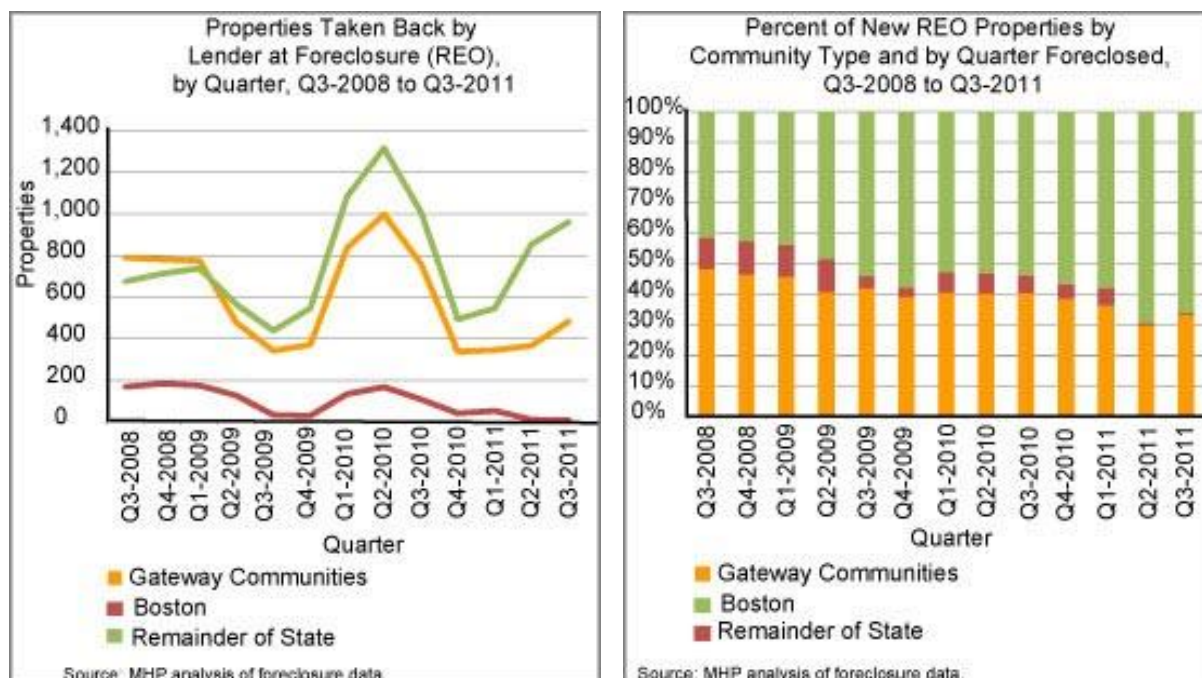 Properties Taken Back by
Lender at Foreclosure (REO),
by Quarter, Q3-2008 to Q3-2011
1,400
1,200
1,000
800
600
400
200
0
Properties
Q3-2008
Q4-2008
Q1-2009
Q2-2009
Q3-2009
Q4-2009
Q1-2010
Q2-2010
Q3-2010
Q4-2010
Q1-2011
Q2-2011
Q3-2011
Quarter
Gateway Communities
Boston
Remainder of State
Source: MHP analysis of foreclosure data.
Percent of New REO Properties by
Community Type and by Quarter Foreclosed,
Q3-2008 to Q3-2011
100%
90%
80%
70%
60%
50%
40%
30%
20%
10%
0%
Q3-2008
Q4-2008
Q1-2009
Q2-2009
Q3-2009
Q4-2009
Q1-2010
Q2-2010
Q3-2010
Q4-2010
Q1-2011
Q2-2011
Q3-2011
Quarter
Gateway Communities
Boston
Remainder of State
Source: MHP analysis of foreclosure data.